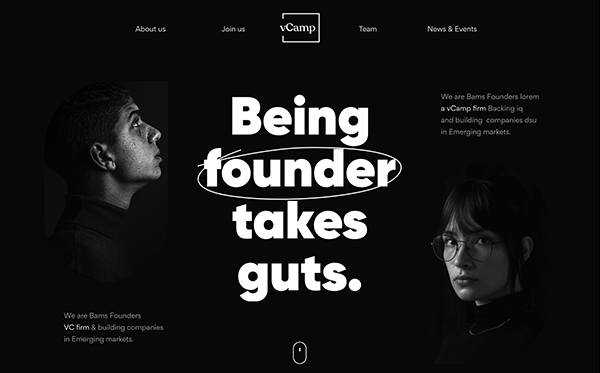 About us
Join us
vCamp
Team
News & Events
Being
founder
takes
guts.
We are Bams Founders lorem
a vCamp firm Backing iq
and building companies dsu
in Emerging markets.
We are Bams Founders
VC firm & building companies
in Emerging markets.